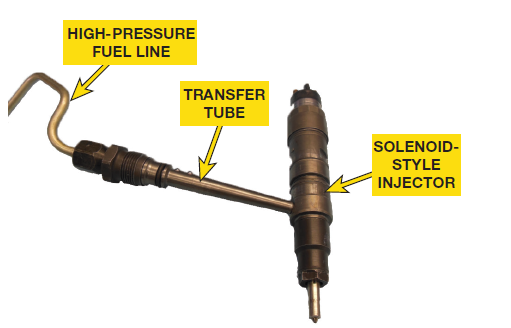 HIGH-PRESSURE
FUEL LINE
TRANSFER
TUBE
SOLENOID-
STYLE
INJECTOR